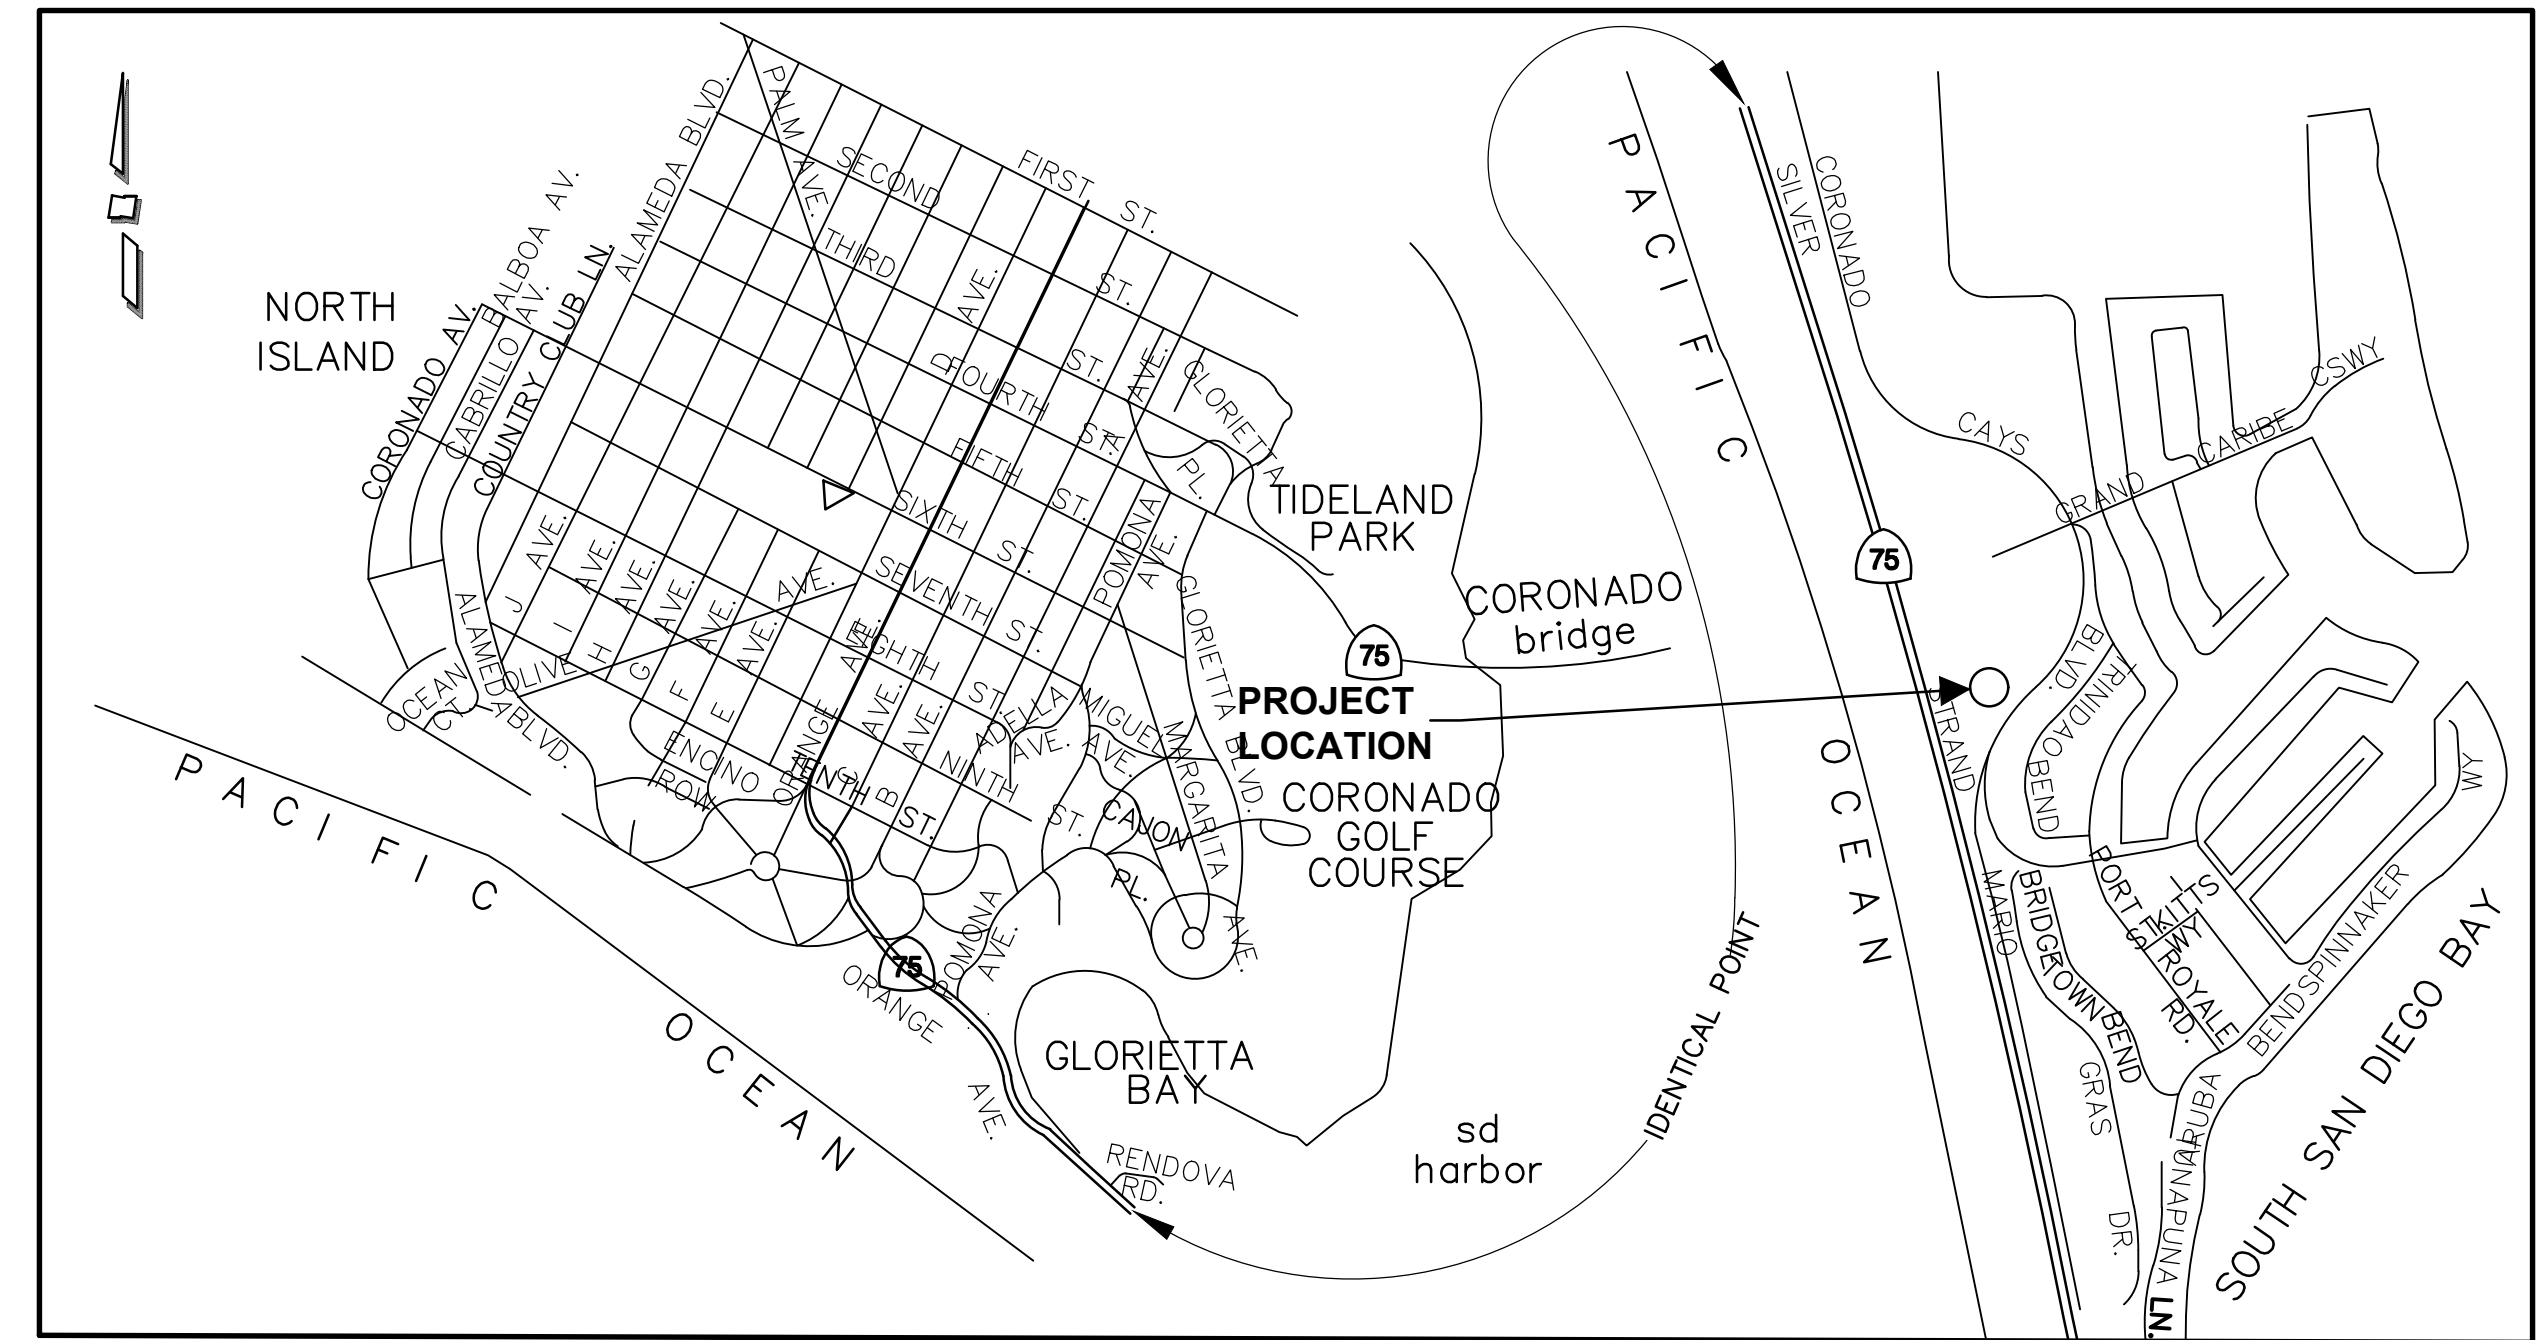 NORTH
ISLAND
CORONADO AV.
CABRILLO AV.
BALBOA AV.
COUNTRY CLUB LN.
ALAMEDA BLVD.
PALM AVE.
FIRST ST.
SECOND ST.
THIRD ST.
FOURTH ST.
FIFTH ST.
SIXTH ST.
SEVENTH ST.
EIGHTH ST.
NINTH ST.
TENTH ST.
D AVE.
A AVE.
GLORIETTA PL.
POMONA AVE.
GLORIETTA BLVD.
J AVE.
I AVE.
H AVE.
G AVE.
F AVE.
E AVE.
OLIVE AVE.
ORANGE AVE.
C AVE.
B AVE.
ALAMEDA BLVD.
OCEAN CT.
ENCINO ROW
ADELLA AVE.
MIGUEL AVE.
MARGARITA AVE.
CAJON PL.
POMONA AVE.
75
ORANGE AVE.
RENDOVA RD.
PACIFIC OCEAN
TIDELAND
PARK
CORONADO
bridge
75
PROJECT
LOCATION
CORONADO
GOLF
COURSE
GLORIETTA
BAY
sd
harbor
IDENTICAL POINT
PACIFIC OCEAN
SILVER STRAND
75
CORONADO CAYS BLVD.
GRAND CARIBE CSWY
TRINIDAO BEND
MARIO GRAS DR.
BRIDGETOWN BEND
PORT ROYALE RD.
ST. KITTS WY
SPINNAKER WY
BEND
ARUBA
GUNAPUNA LN.
SOUTH SAN DIEGO BAY